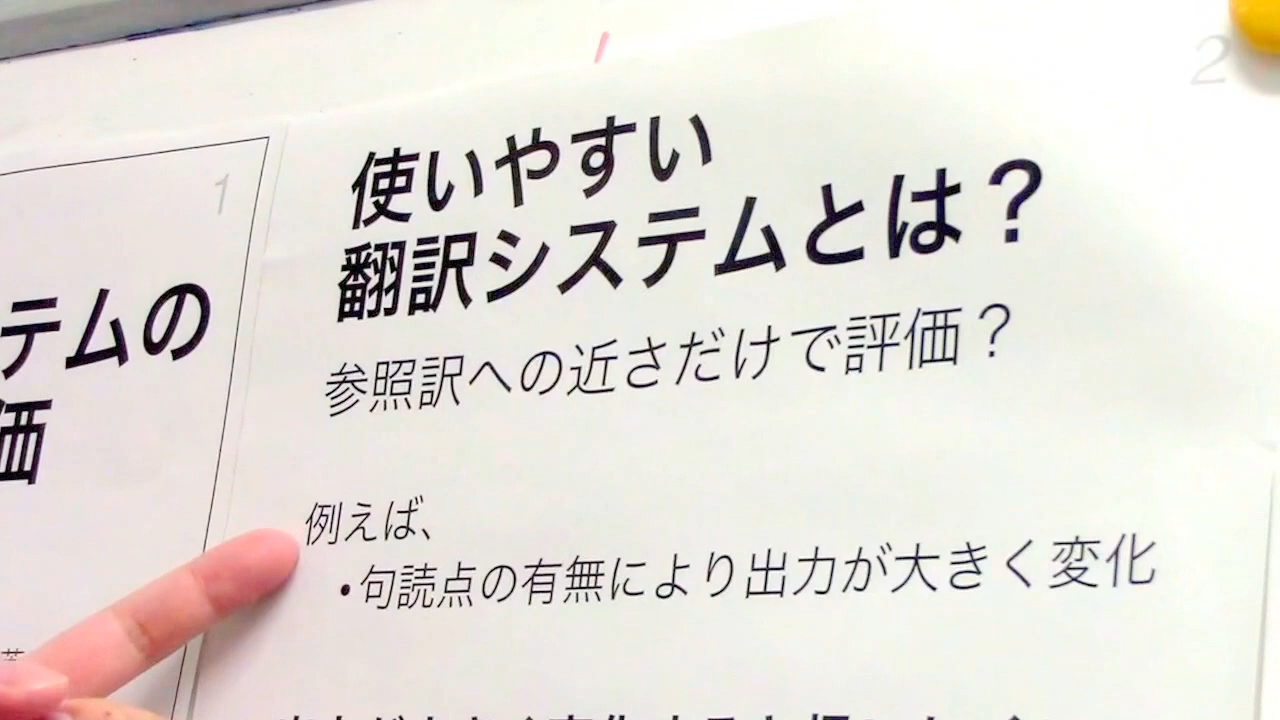 1
テムの
価
2
使いやすい
翻訳システムとは？
参照訳への近さだけで評価？
例えば、
・句読点の有無により出力が大きく変化